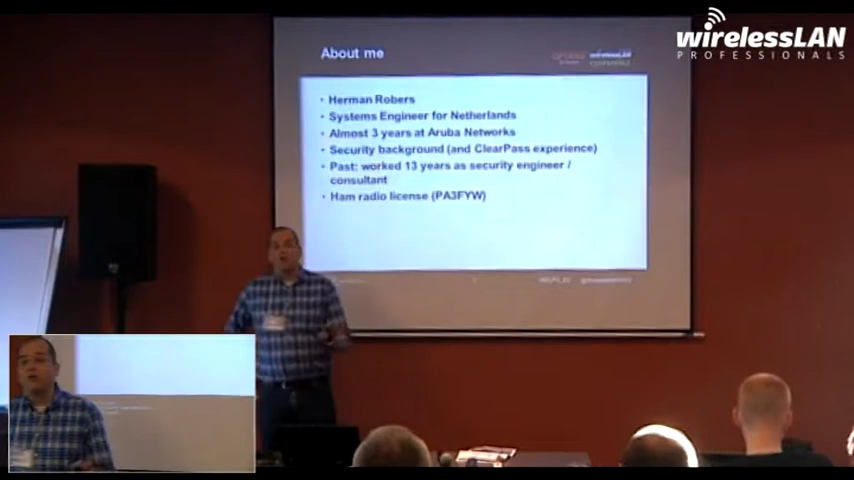 wirelessLAN
PROFESSIONALS
About me
• Herman Robers
• Systems Engineer for Netherlands
• Almost 3 years at Aruba Networks
• Security background (and ClearPass experience)
• Past: worked 13 years as security engineer /
consultant
• Ham radio license (PA3FYW)